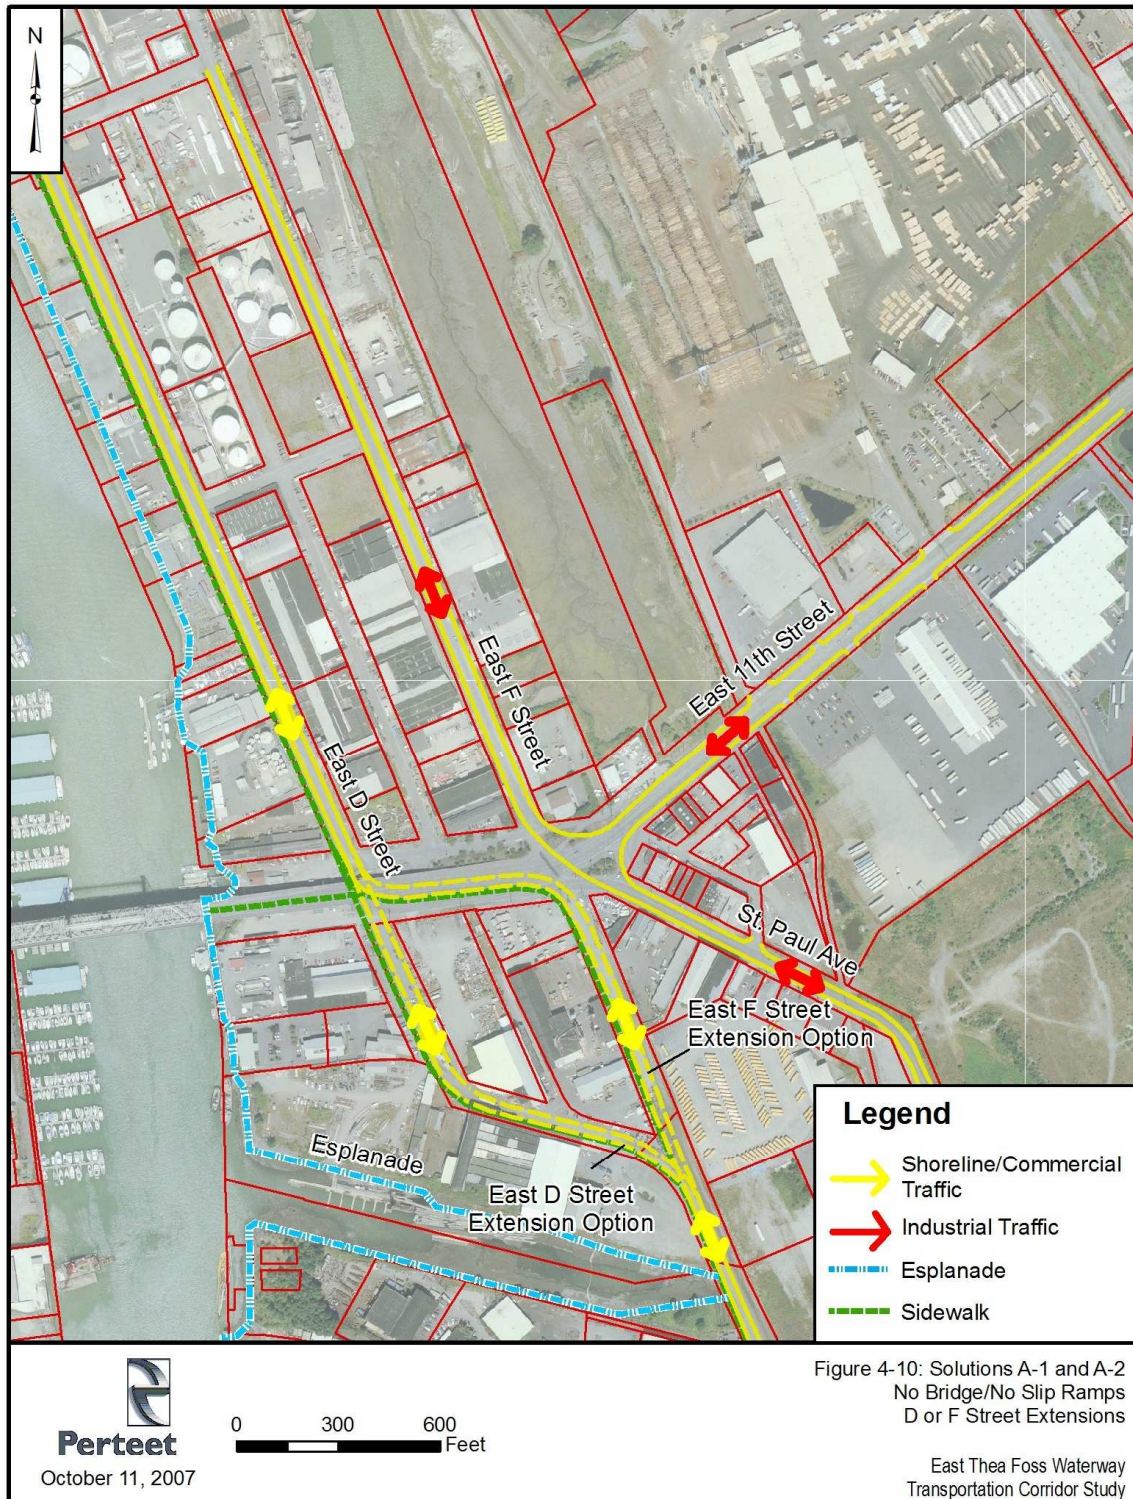 N
East F Street
East 11th Street
East D Street
St. Paul Ave
East F Street
Extension Option
Esplanade
East D Street
Extension Option
Legend
Shoreline/Commercial
Traffic
Industrial Traffic
Esplanade
Sidewalk
Perteet
October 11, 2007
0 300 600
Feet
Figure 4-10: Solutions A-1 and A-2
No Bridge/No Slip Ramps
D or F Street Extensions
East Thea Foss Waterway
Transportation Corridor Study